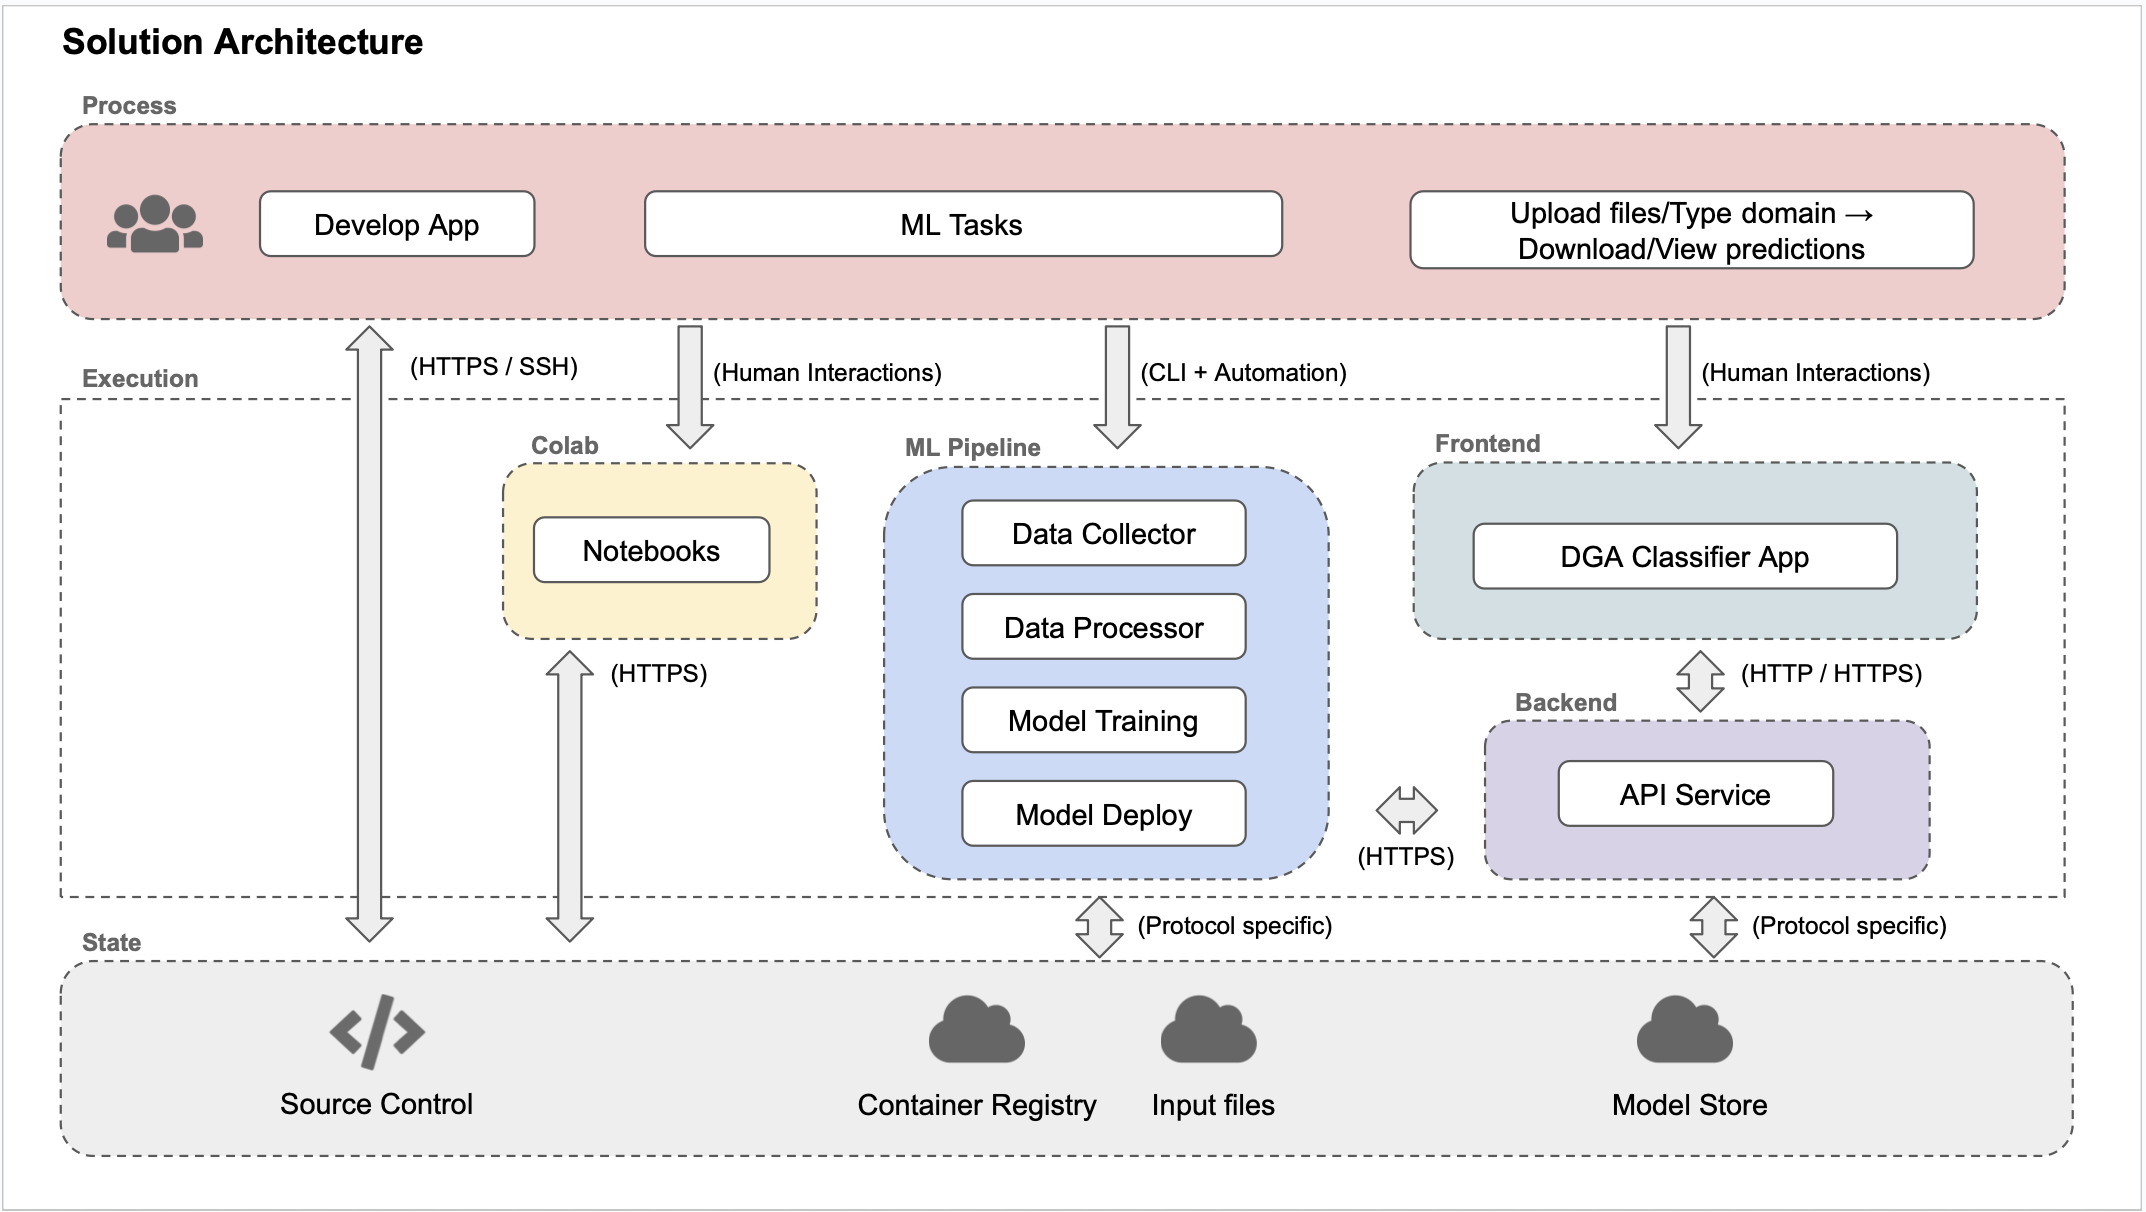 Solution Architecture
Process
Develop App
ML Tasks
Upload files/Type domain →
Download/View predictions
(HTTPS / SSH)
(Human Interactions)
(CLI + Automation)
(Human Interactions)
Execution
Colab
ML Pipeline
Frontend
Notebooks
Data Collector
DGA Classifier App
Data Processor
(HTTPS)
(HTTP / HTTPS)
Backend
Model Training
API Service
Model Deploy
(HTTPS)
(Protocol specific)
(Protocol specific)
State
Source Control
Container Registry
Input files
Model Store